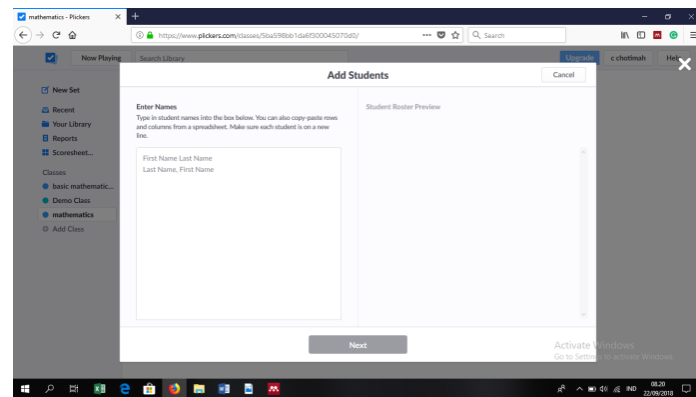 mathematics - Plickers
https://www.plickers.com/classes/5ba598bb1da6f300043070d0/
Search
Now Playing
Search Library
Upgrade
c chotimah
Help
Add Students
Cancel
New Set
Recent
Your Library
Reports
Scoresheet...
Classes
basic mathematic...
Demo Class
mathematics
Add Class
Enter Names
Type in student names into the box below. You can also copy-paste rows
and columns from a spreadsheet. Make sure each student is on a new
line.
First Name Last Name
Last Name, First Name
Student Roster Preview
Next
Activate Windows
Go to Settings to activate Windows.
IND
08.20
22/09/2018